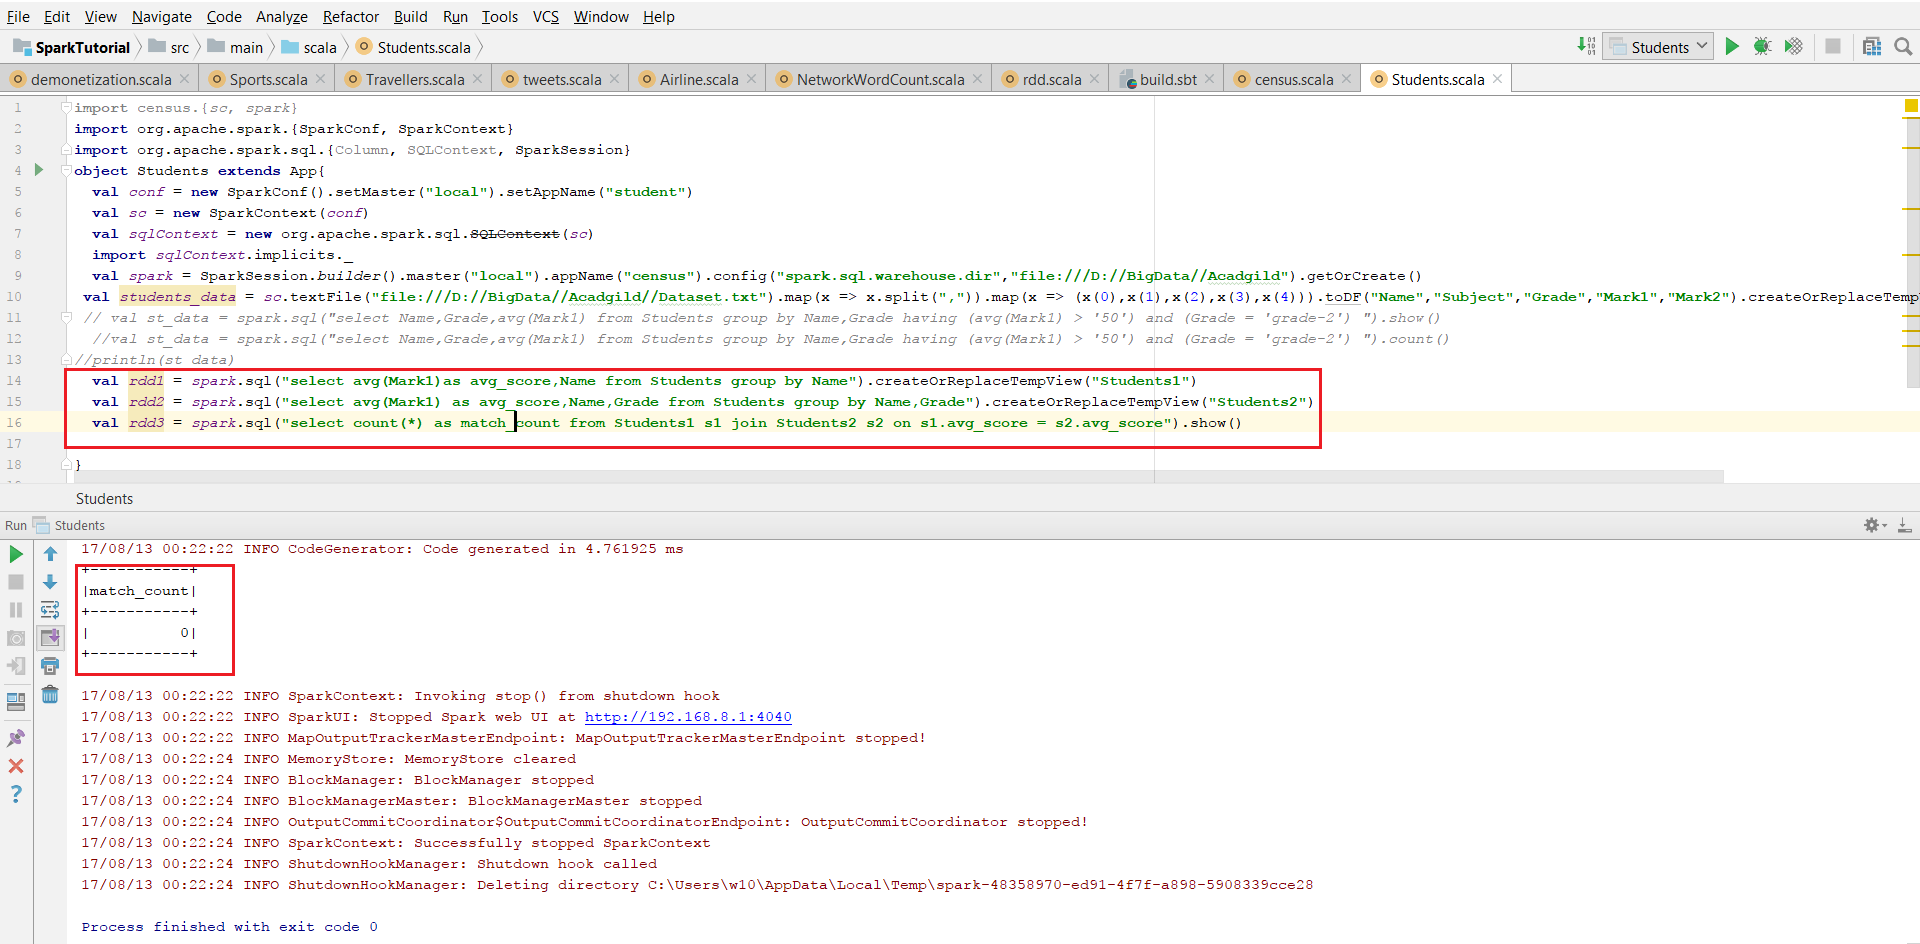 File Edit View Navigate Code Analyze Refactor Build Run Tools VCS Window Help
SparkTutorial src main scala Students.scala Students
demonetization.scala Sports.scala Travellers.scala tweets.scala Airline.scala NetworkWordCount.scala rdd.scala build.sbt census.scala Students.scala
1 import census.{sc, spark}
2 import org.apache.spark.{SparkConf, SparkContext}
3 import org.apache.spark.sql.{Column, SQLContext, SparkSession}
4 object Students extends App{
5 val conf = new SparkConf().setMaster("local").setAppName("student")
6 val sc = new SparkContext(conf)
7 val sqlContext = new org.apache.spark.sql.SQLContext(sc)
8 import sqlContext.implicits._
9 val spark = SparkSession.builder().master("local").appName("census").config("spark.sql.warehouse.dir","file:///D://BigData//Acadgild").getOrCreate()
10 val students_data = sc.textFile("file:///D://BigData//Acadgild//Dataset.txt").map(x => x.split(",")).map(x => (x(0),x(1),x(2),x(3),x(4))).toDF("Name","Subject","Grade","Mark1","Mark2").createOrReplaceTemp
11 // val st_data = spark.sql("select Name,Grade,avg(Mark1) from Students group by Name,Grade having (avg(Mark1) > '50') and (Grade = 'grade-2') ").show()
12 //val st_data = spark.sql("select Name,Grade,avg(Mark1) from Students group by Name,Grade having (avg(Mark1) > '50') and (Grade = 'grade-2') ").count()
13 //println(st_data)
14 val rdd1 = spark.sql("select avg(Mark1)as avg_score,Name from Students group by Name").createOrReplaceTempView("Students1")
15 val rdd2 = spark.sql("select avg(Mark1) as avg_score,Name,Grade from Students group by Name,Grade").createOrReplaceTempView("Students2")
16 val rdd3 = spark.sql("select count(*) as match_count from Students1 s1 join Students2 s2 on s1.avg_score = s2.avg_score").show()
17
18 }
Students
Run Students
17/08/13 00:22:22 INFO CodeGenerator: Code generated in 4.761925 ms
+-----------+
|match_count|
+-----------+
|          0|
+-----------+
17/08/13 00:22:22 INFO SparkContext: Invoking stop() from shutdown hook
17/08/13 00:22:22 INFO SparkUI: Stopped Spark web UI at http://192.168.8.1:4040
17/08/13 00:22:22 INFO MapOutputTrackerMasterEndpoint: MapOutputTrackerMasterEndpoint stopped!
17/08/13 00:22:24 INFO MemoryStore: MemoryStore cleared
17/08/13 00:22:24 INFO BlockManager: BlockManager stopped
17/08/13 00:22:24 INFO BlockManagerMaster: BlockManagerMaster stopped
17/08/13 00:22:24 INFO OutputCommitCoordinator$OutputCommitCoordinatorEndpoint: OutputCommitCoordinator stopped!
17/08/13 00:22:24 INFO SparkContext: Successfully stopped SparkContext
17/08/13 00:22:24 INFO ShutdownHookManager: Shutdown hook called
17/08/13 00:22:24 INFO ShutdownHookManager: Deleting directory C:\Users\w10\AppData\Local\Temp\spark-48358970-ed91-4f7f-a898-5908339cce28
Process finished with exit code 0